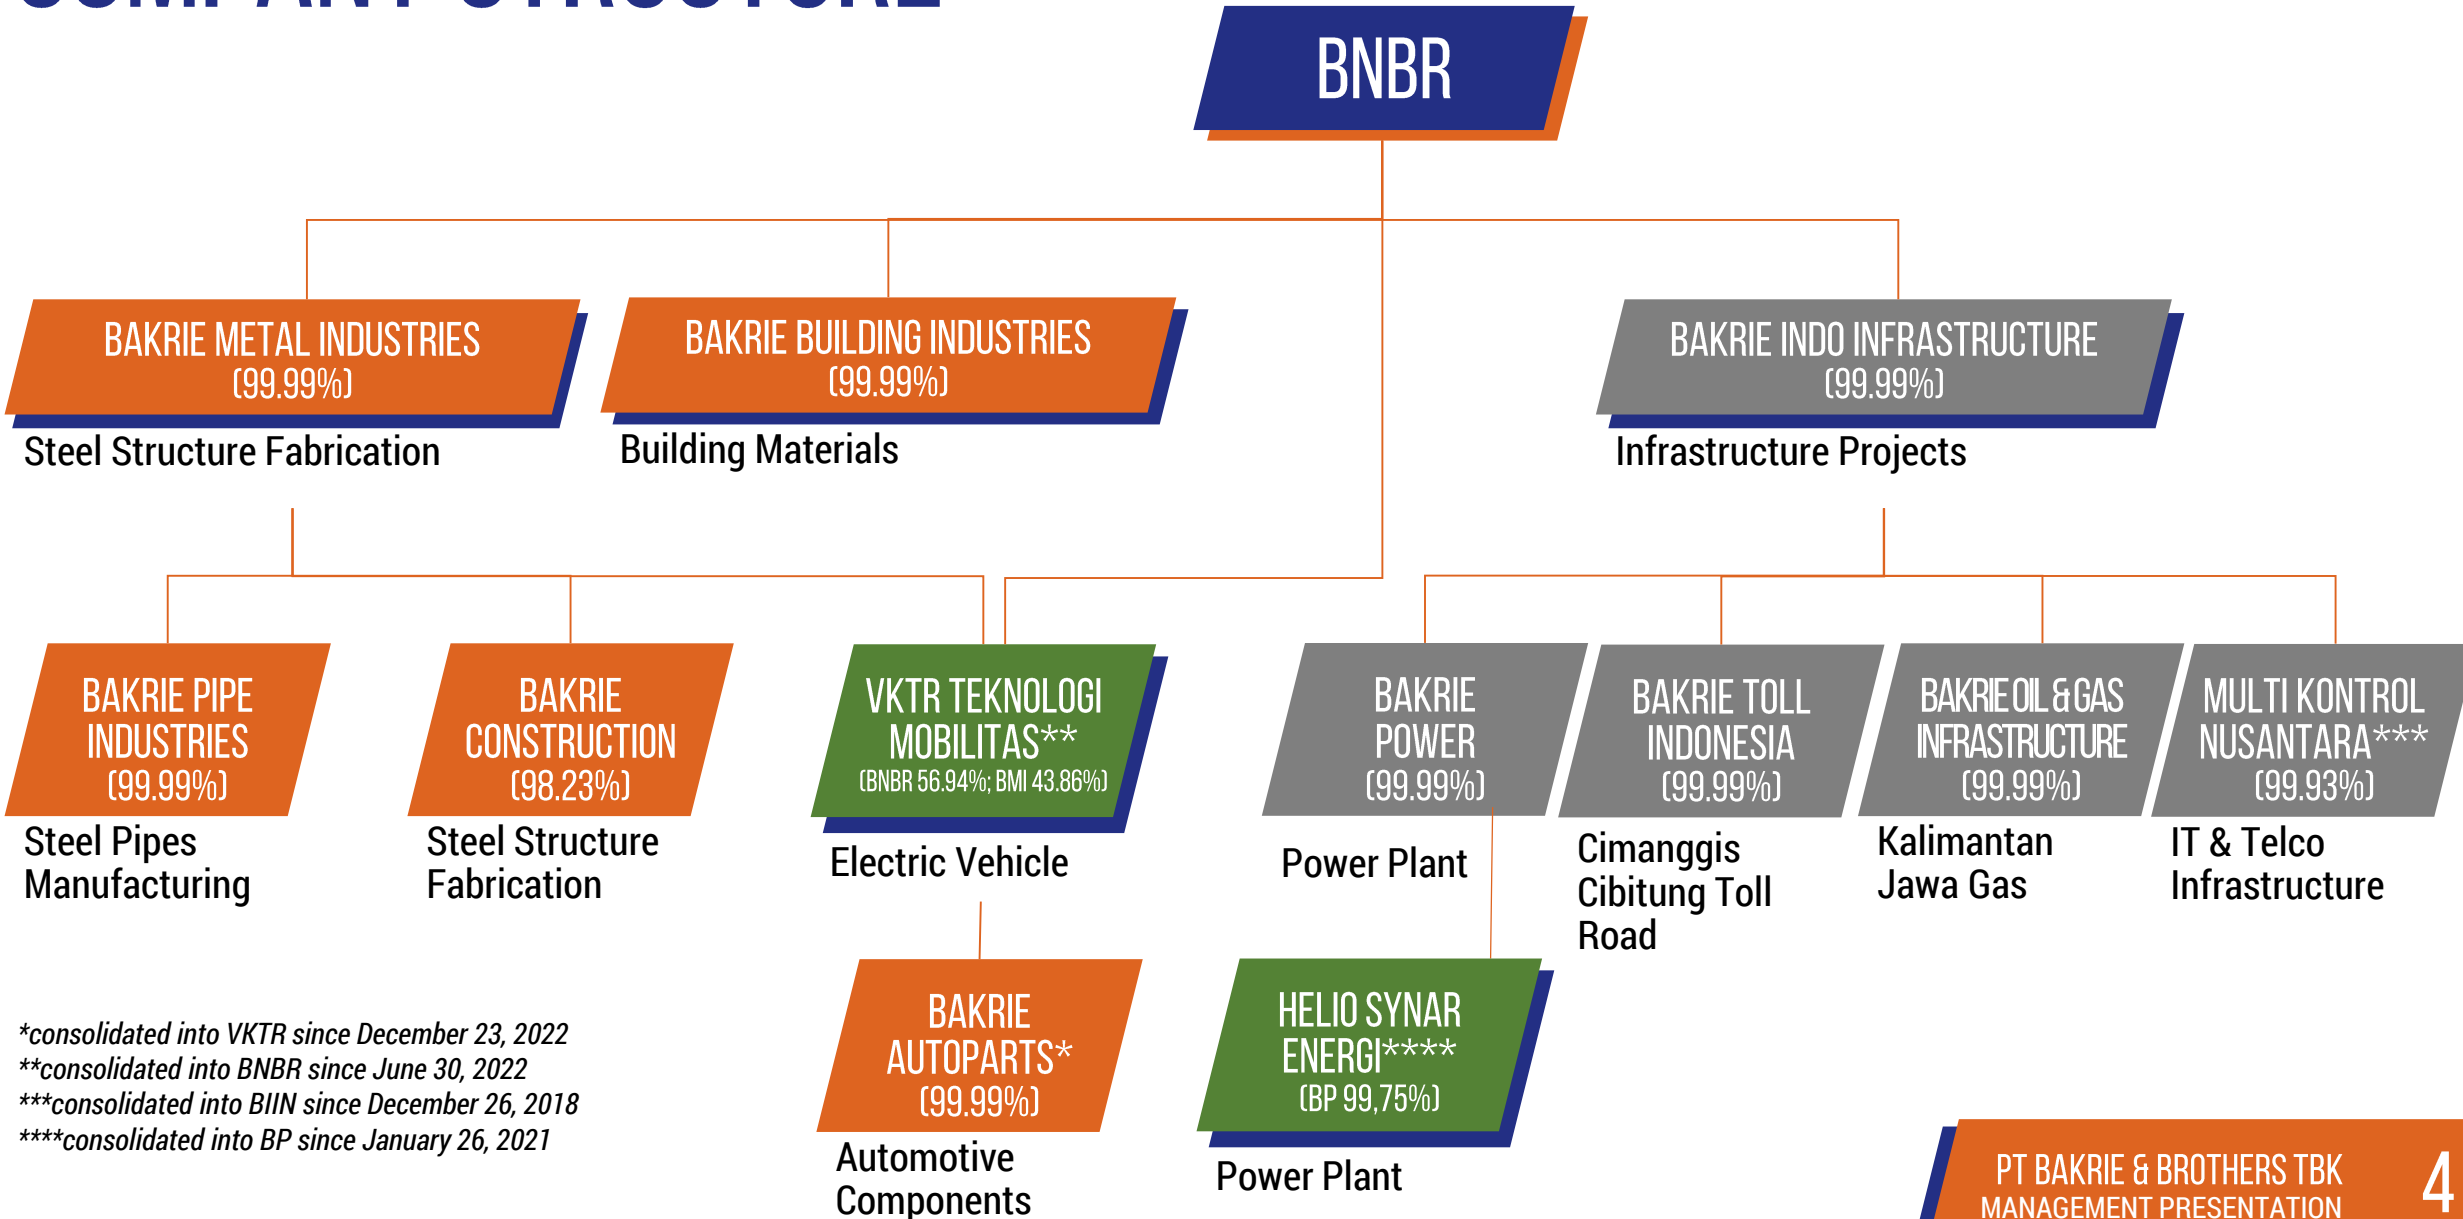 COMPANY STRUCTURE
BNBR
BAKRIE METAL INDUSTRIES
(99.99%)
Steel Structure Fabrication
BAKRIE BUILDING INDUSTRIES
(99.99%)
Building Materials
BAKRIE INDO INFRASTRUCTURE
(99.99%)
Infrastructure Projects
BAKRIE PIPE
INDUSTRIES
(99.99%)
Steel Pipes
Manufacturing
BAKRIE
CONSTRUCTION
(98.23%)
Steel Structure
Fabrication
VKTR TEKNOLOGI
MOBILITAS**
(BNBR 56.94%; BMI 43.86%)
Electric Vehicle
BAKRIE
POWER
(99.99%)
Power Plant
BAKRIE TOLL
INDONESIA
(99.99%)
Cimanggis
Cibitung Toll
Road
BAKRIE OIL & GAS
INFRASTRUCTURE
(99.99%)
Kalimantan
Jawa Gas
MULTI KONTROL
NUSANTARA***
(99.93%)
IT & Telco
Infrastructure
BAKRIE
AUTOPARTS*
(99.99%)
Automotive
Components
HELIO SYNAR
ENERGI****
(BP 99,75%)
Power Plant
*consolidated into VKTR since December 23, 2022
**consolidated into BNBR since June 30, 2022
***consolidated into BIIN since December 26, 2018
****consolidated into BP since January 26, 2021
PT BAKRIE & BROTHERS TBK
MANAGEMENT PRESENTATION
4